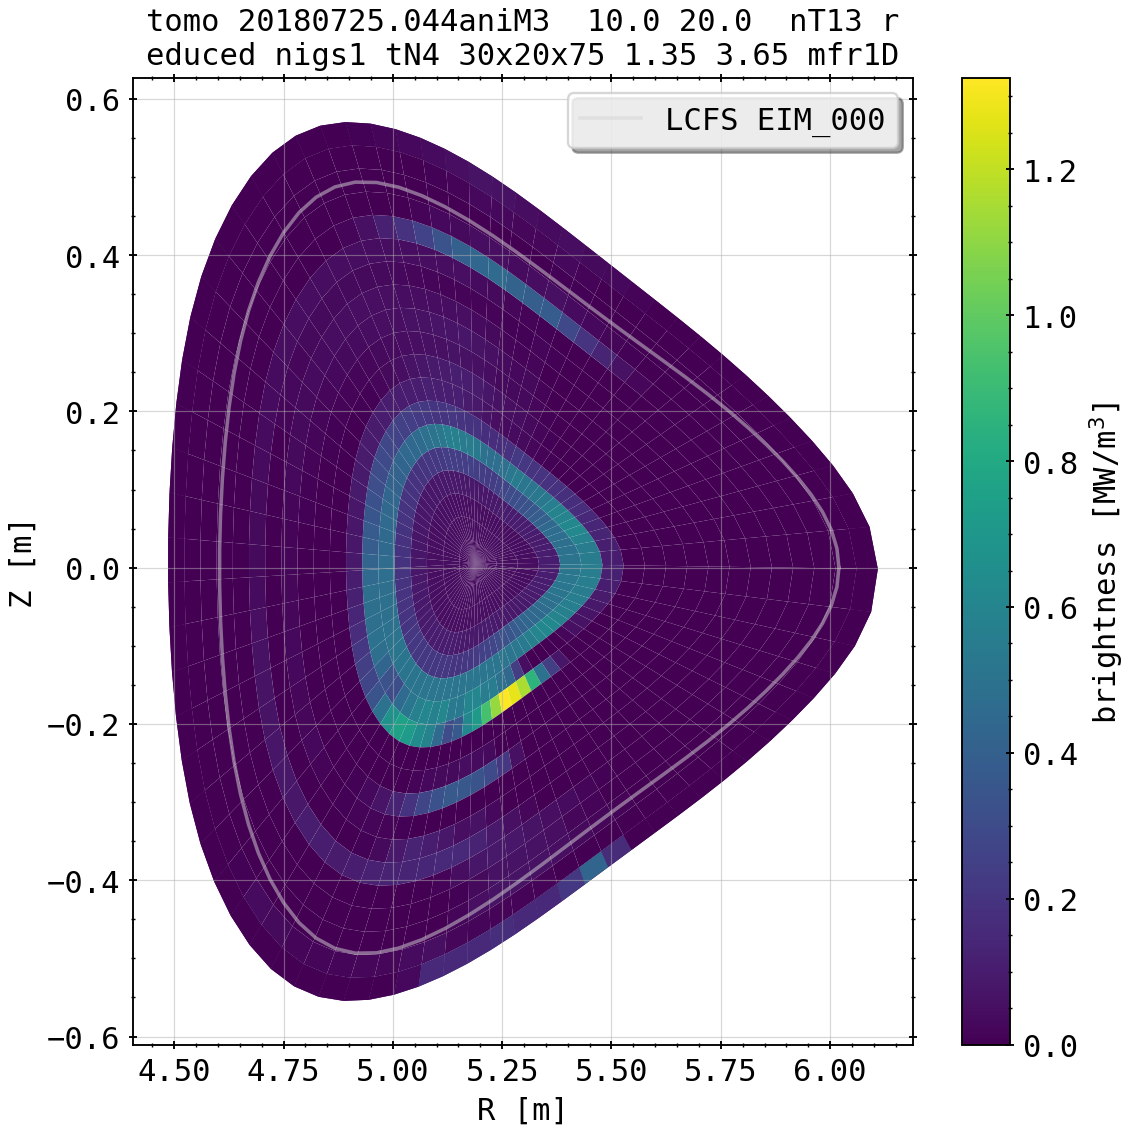 tomo 20180725.044aniM3  10.0 20.0  nT13 r
educed nigs1 tN4 30x20x75 1.35 3.65 mfr1D
LCFS EIM_000
0.6
0.4
0.2
0.0
−0.2
−0.4
−0.6
Z [m]
4.50 4.75 5.00 5.25 5.50 5.75 6.00
R [m]
1.2
1.0
0.8
0.6
0.4
0.2
0.0
brightness [MW/m³]